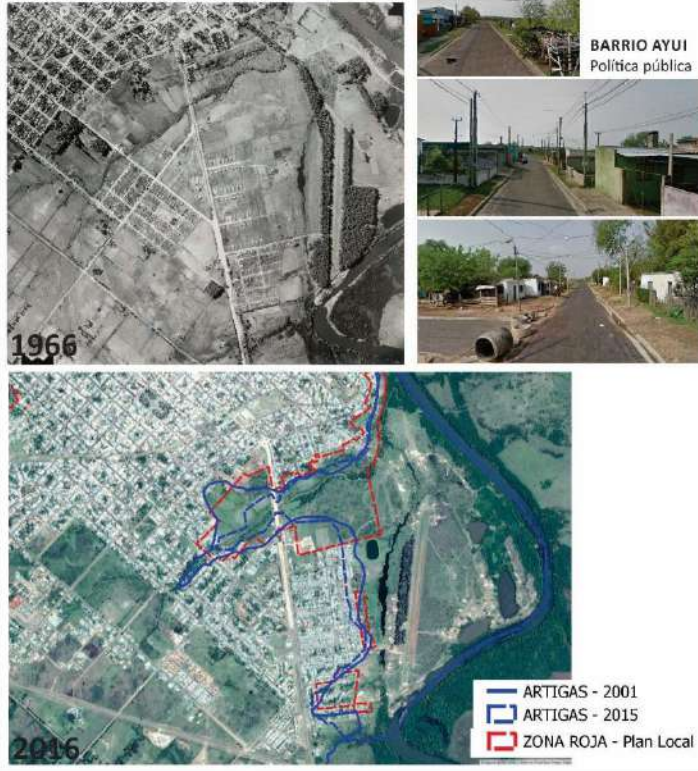 BARRIO AYUI
Política pública
1966
2016
ARTIGAS - 2001
ARTIGAS - 2015
ZONA ROJA - Plan Local